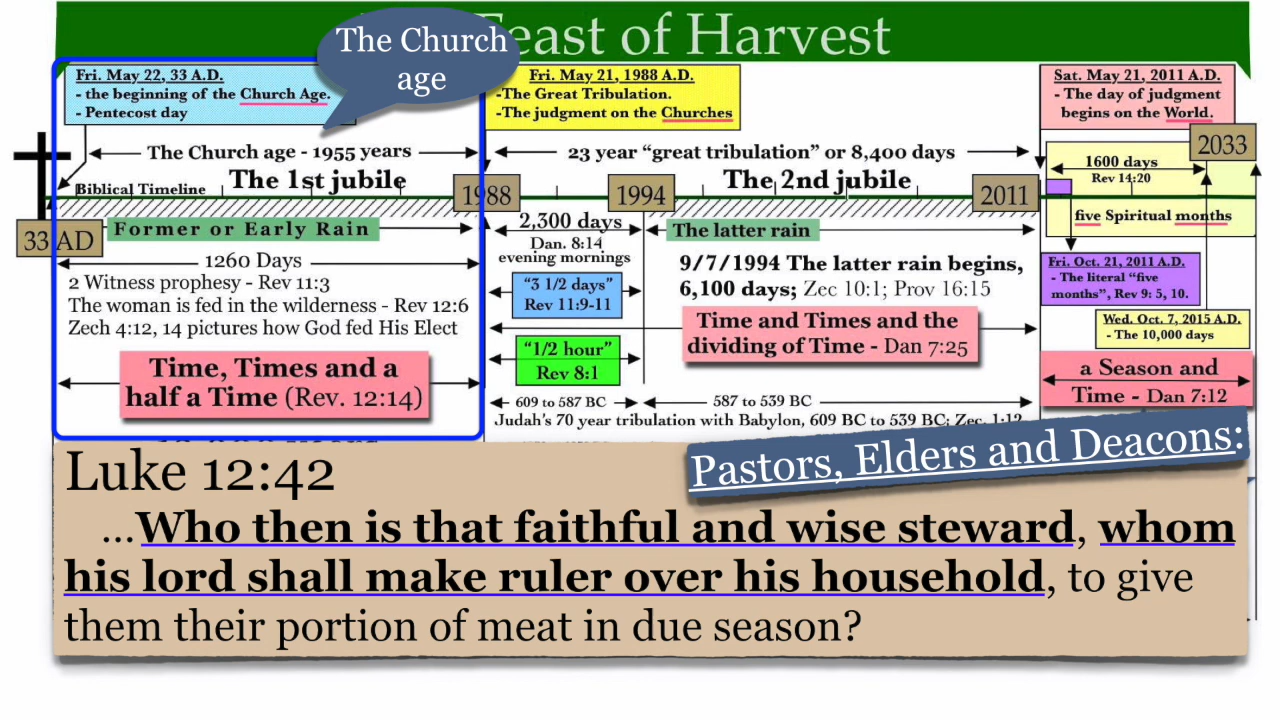 Feast of Harvest
The Church
age
Fri. May 22, 33 A.D.
- the beginning of the Church Age.
- Pentecost day
Fri. May 21, 1988 A.D.
-The Great Tribulation.
-The judgment on the Churches
Sat. May 21, 2011 A.D.
- The day of judgment
begins on the World.
2033
The Church age - 1955 years
23 year “great tribulation” or 8,400 days
1600 days
Rev 14:20
Biblical Timeline
The 1st jubile
1988
1994
The 2nd jubile
2011
five Spiritual months
33 AD
Former or Early Rain
1260 Days
2 Witness prophesy - Rev 11:3
The woman is fed in the wilderness - Rev 12:6
Zech 4:12, 14 pictures how God fed His Elect
Time, Times and a
half a Time (Rev. 12:14)
2,300 days
Dan. 8:14
evening mornings
“3 1/2 days”
Rev 11:9-11
“1/2 hour”
Rev 8:1
The latter rain
9/7/1994 The latter rain begins,
6,100 days; Zec 10:1; Prov 16:15
Time and Times and the
dividing of Time - Dan 7:25
Fri. Oct. 21, 2011 A.D.
- The literal “five
months”, Rev 9: 5, 10.
Wed. Oct. 7, 2015 A.D.
- The 10,000 days
a Season and
Time - Dan 7:12
609 to 587 BC
587 to 539 BC
Judah’s 70 year tribulation with Babylon, 609 BC to 539 BC; Zec. 1:12
Pastors, Elders and Deacons:
Luke 12:42
...Who then is that faithful and wise steward, whom
his lord shall make ruler over his household, to give
them their portion of meat in due season?